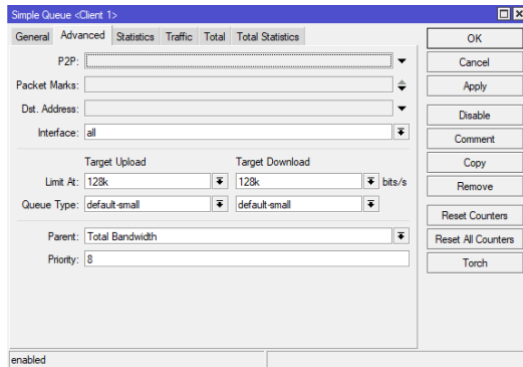 Simple Queue <Client 1>
General Advanced Statistics Traffic Total Total Statistics
P2P:
Packet Marks:
Dst. Address:
Interface: all
Target Upload Target Download
Limit At: 128k 128k bits/s
Queue Type: default-small default-small
Parent: Total Bandwidth
Priority: 8
OK
Cancel
Apply
Disable
Comment
Copy
Remove
Reset Counters
Reset All Counters
Torch
enabled